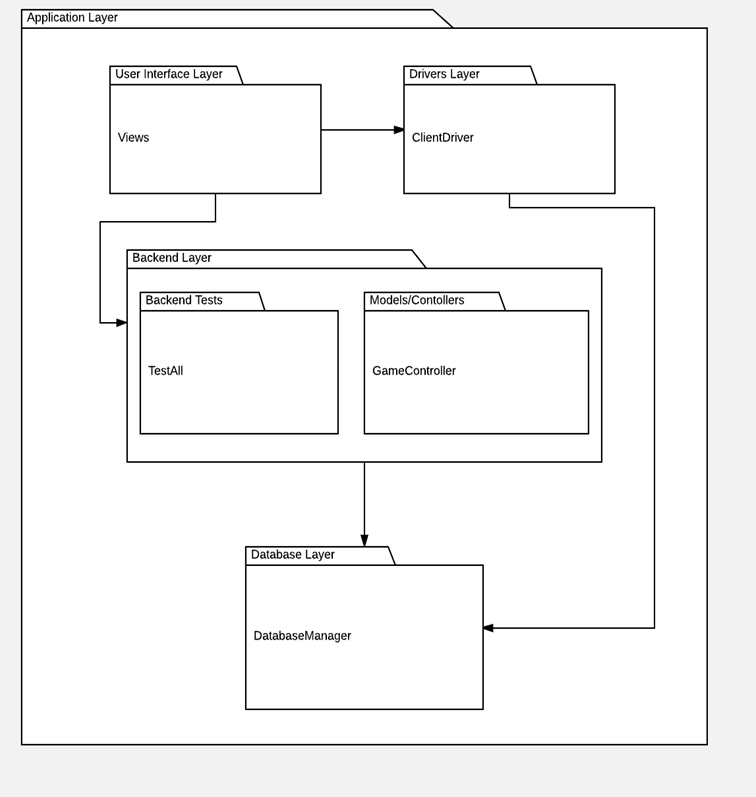 Application Layer
User Interface Layer
Drivers Layer
Views
ClientDriver
Backend Layer
Backend Tests
Models/Contollers
TestAll
GameController
Database Layer
DatabaseManager